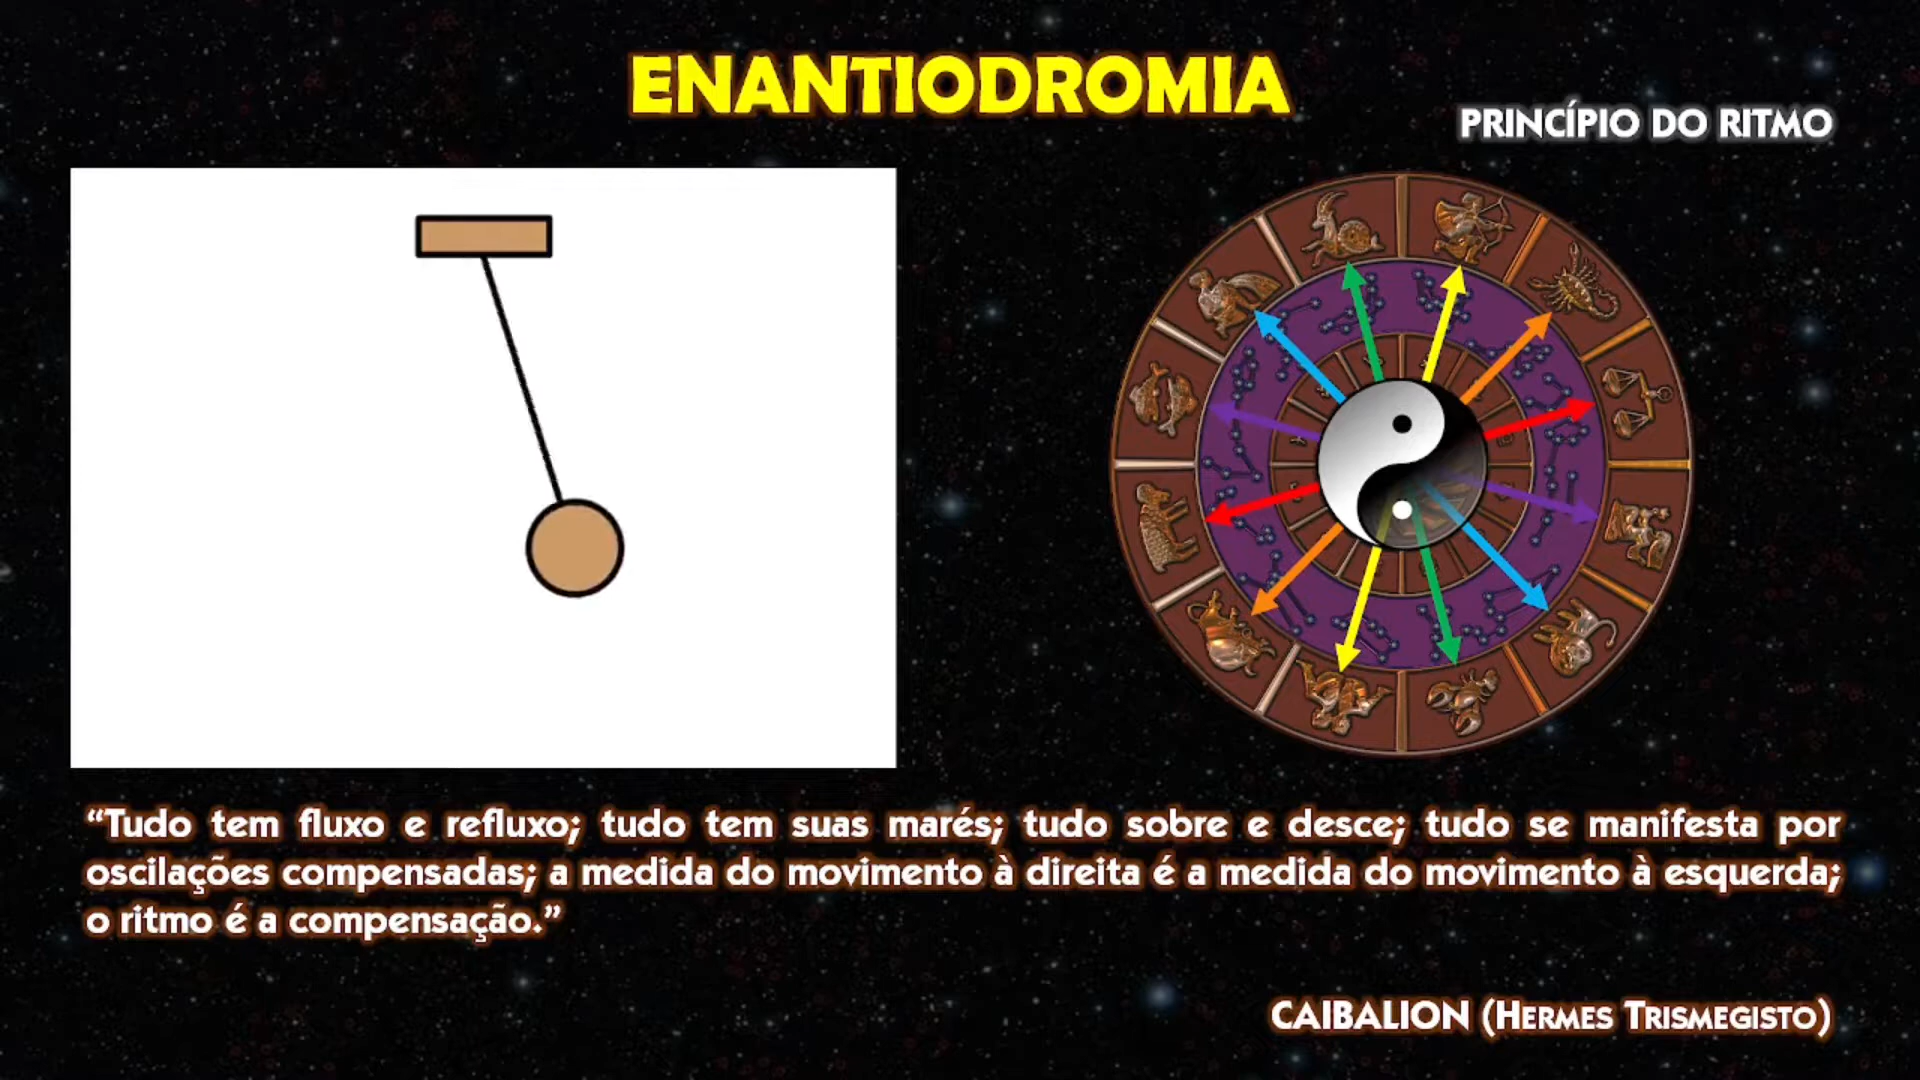 ENANTIODROMIA
PRINCÍPIO DO RITMO
“Tudo tem fluxo e refluxo; tudo tem suas marés; tudo sobre e desce; tudo se manifesta por
oscilações compensadas; a medida do movimento à direita é a medida do movimento à esquerda;
o ritmo é a compensação.”
CAIBALION (HERMES TRISMEGISTO)